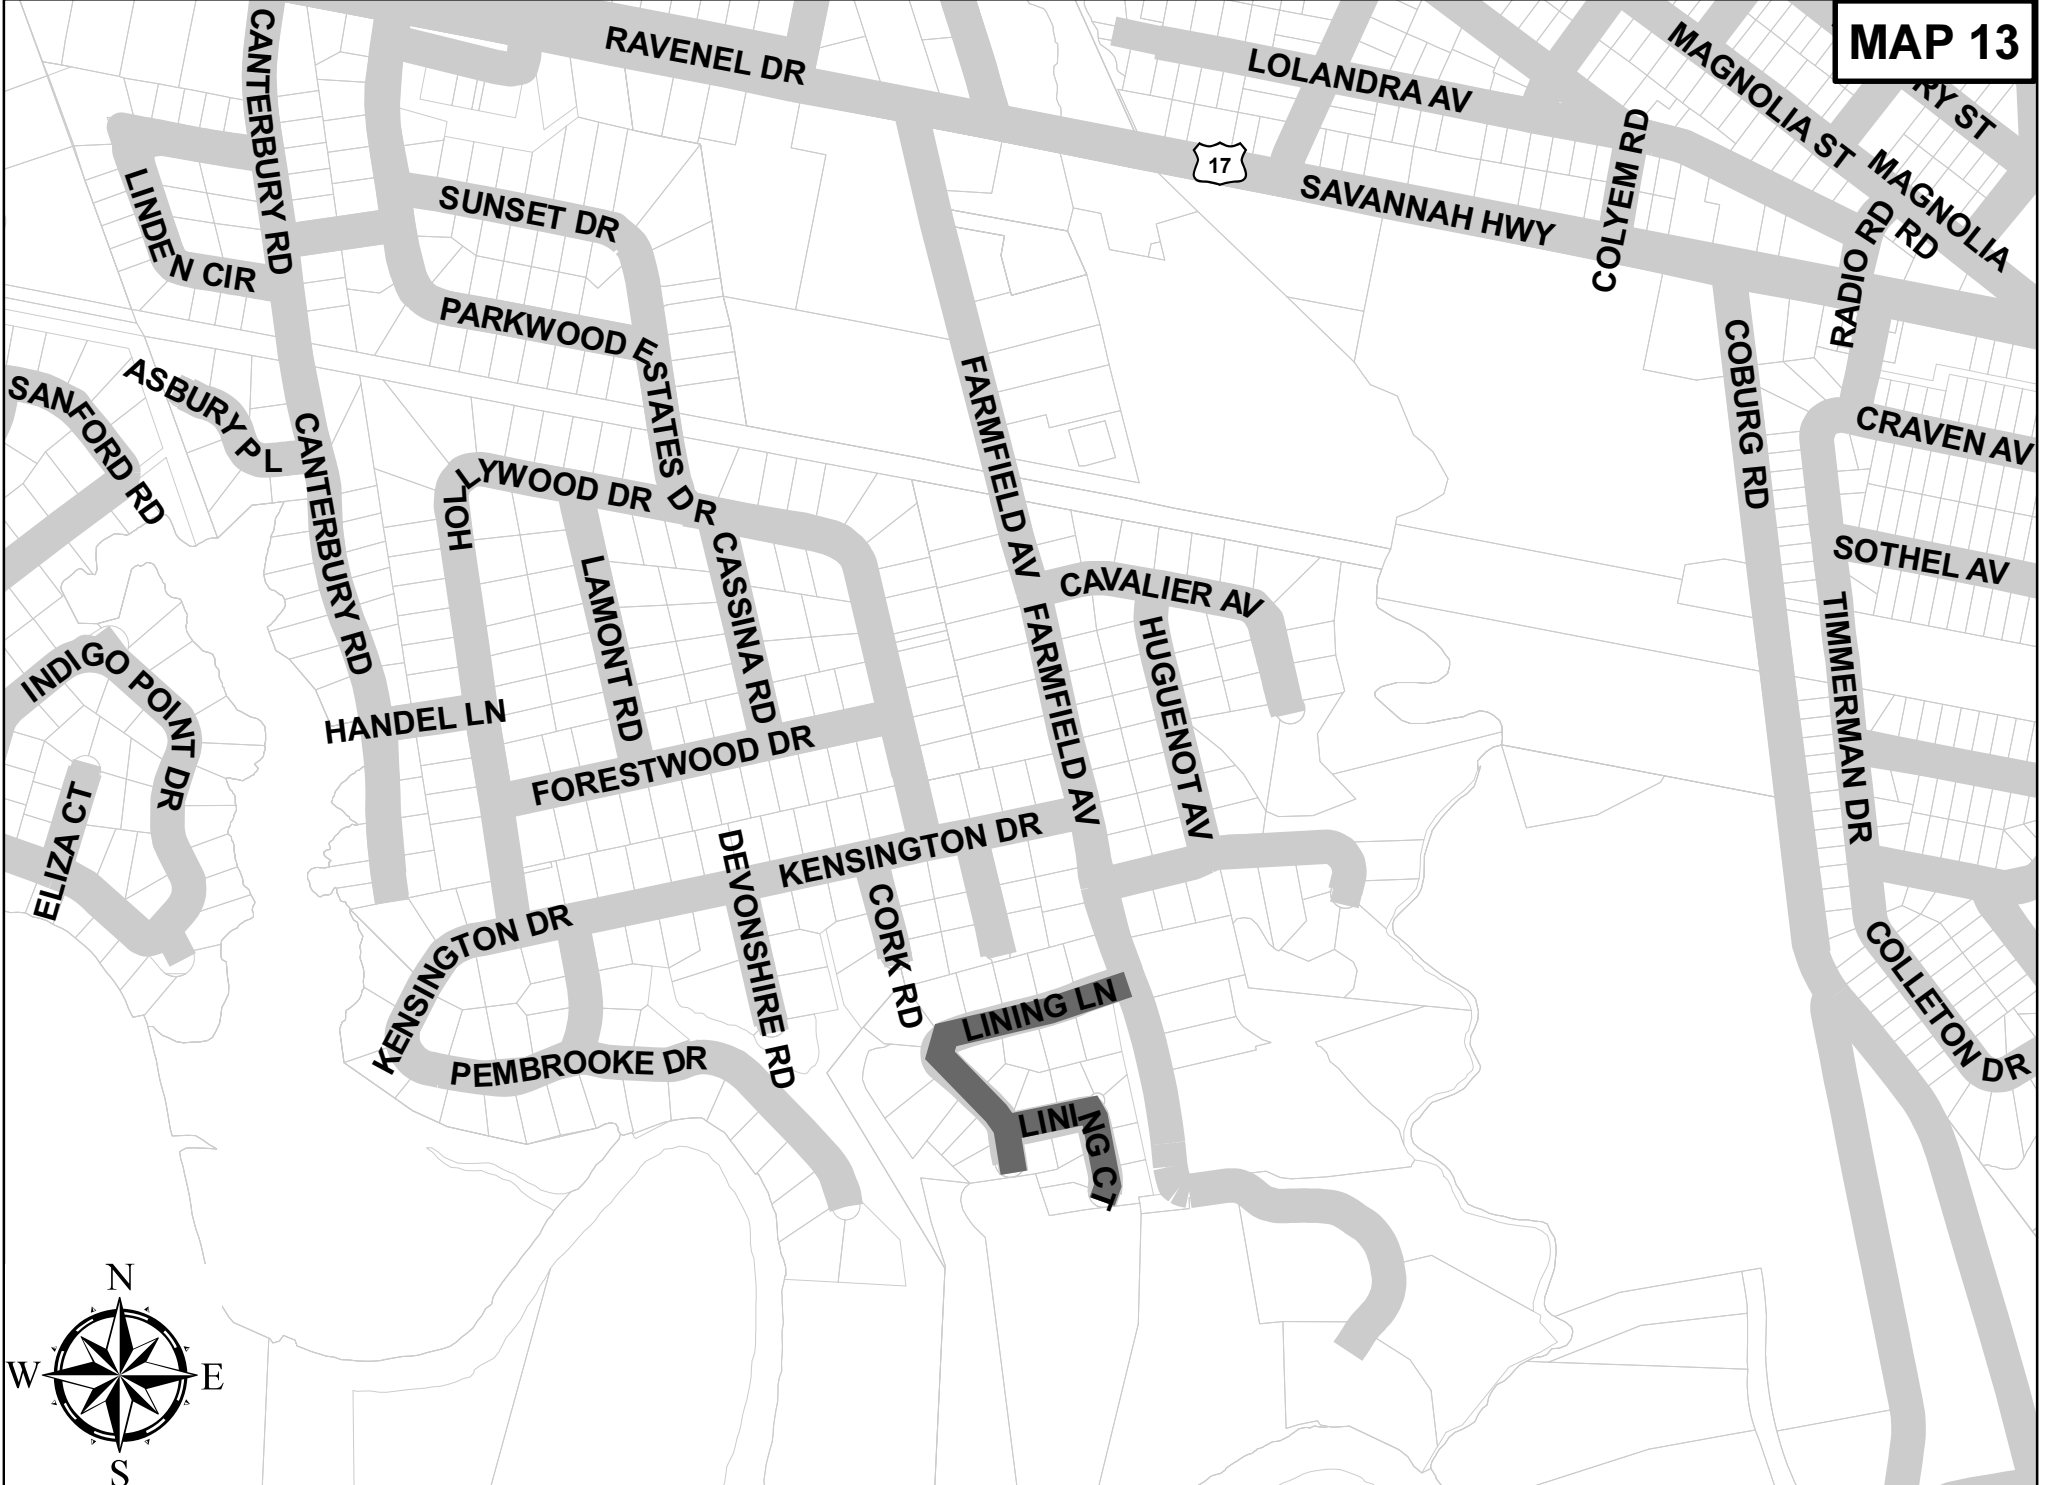 MAP 13
CANTERBURY RD
RAVENEL DR
LOLANDRA AV
MAGNOLIA ST
RY ST
MAGNOLIA
RD
17
SAVANNAH HWY
COLYEM RD
RADIO RD
LINDEN CIR
SUNSET DR
PARKWOOD ESTATES DR
SANFORD RD
ASBURY PL
CANTERBURY RD
HOLLYWOOD DR
FARMFIELD AV
COBURG RD
CRAVEN AV
SOTHEL AV
LAMONT RD
CASSINA RD
CAVALIER AV
FARMFIELD AV
HUGUENOT AV
TIMMERMAN DR
INDIGO POINT DR
HANDEL LN
FORESTWOOD DR
ELIZA CT
KENSINGTON DR
DEVONSHIRE RD
CORK RD
KENSINGTON DR
KENSINGTON DR
COLLETON DR
LINING LN
PEMBROOKE DR
LINING CT
N
W
E
S